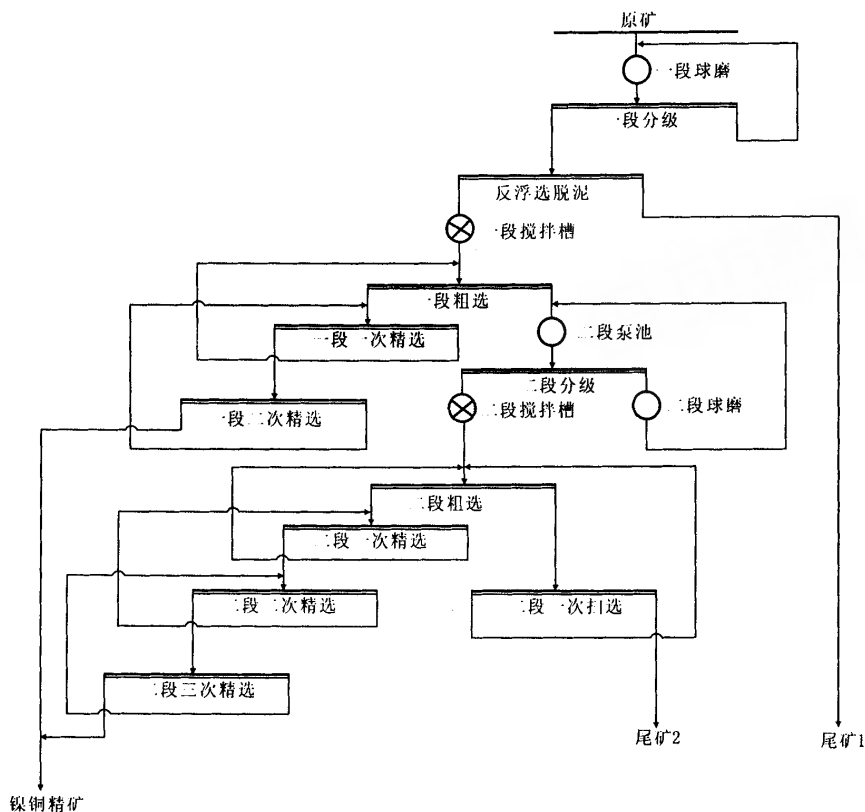 原矿
一段球磨
一段分级
反浮选脱泥
一段搅拌槽
一段粗选
一段一次精选
二段泵池
二段分级
一段二次精选
二段搅拌槽
二段球磨
二段粗选
二段一次精选
二段二次精选
二段一次扫选
二段三次精选
尾矿2
尾矿1
镍铜精矿